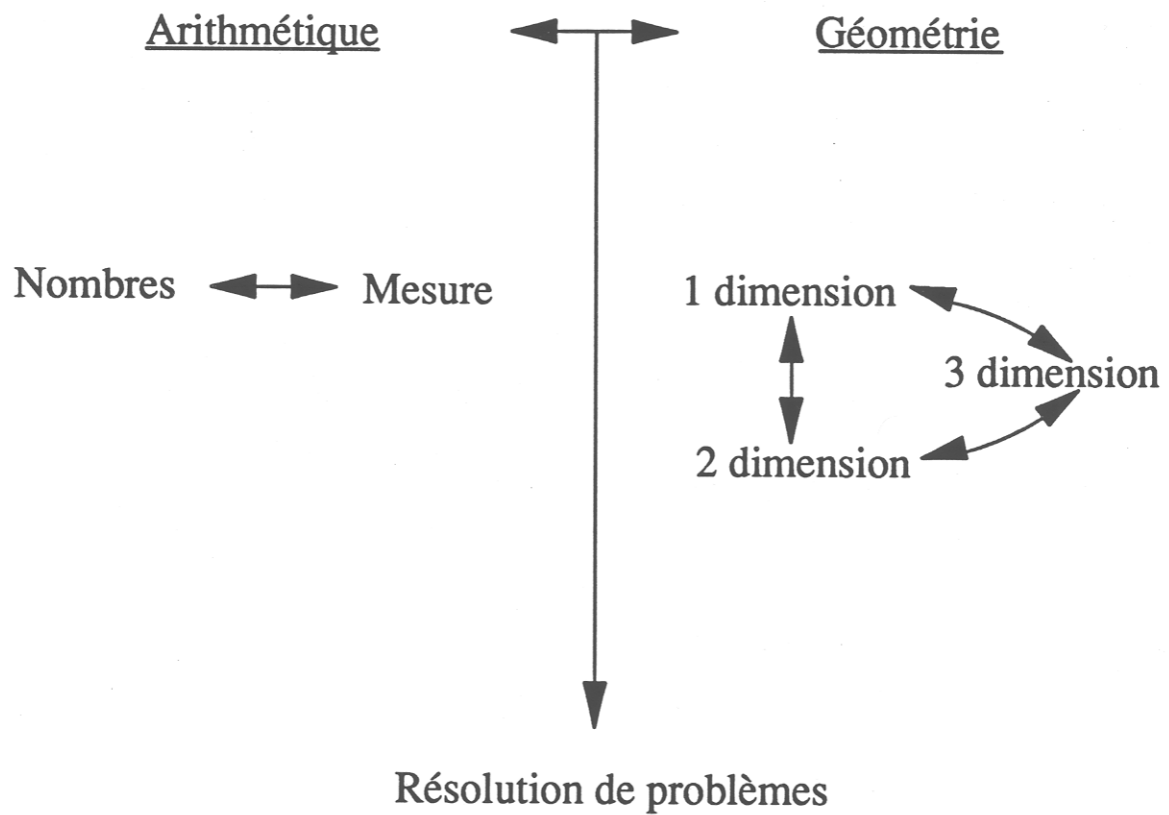 Arithmétique
Géométrie
Nombres
Mesure
1 dimension
3 dimension
2 dimension
Résolution de problèmes